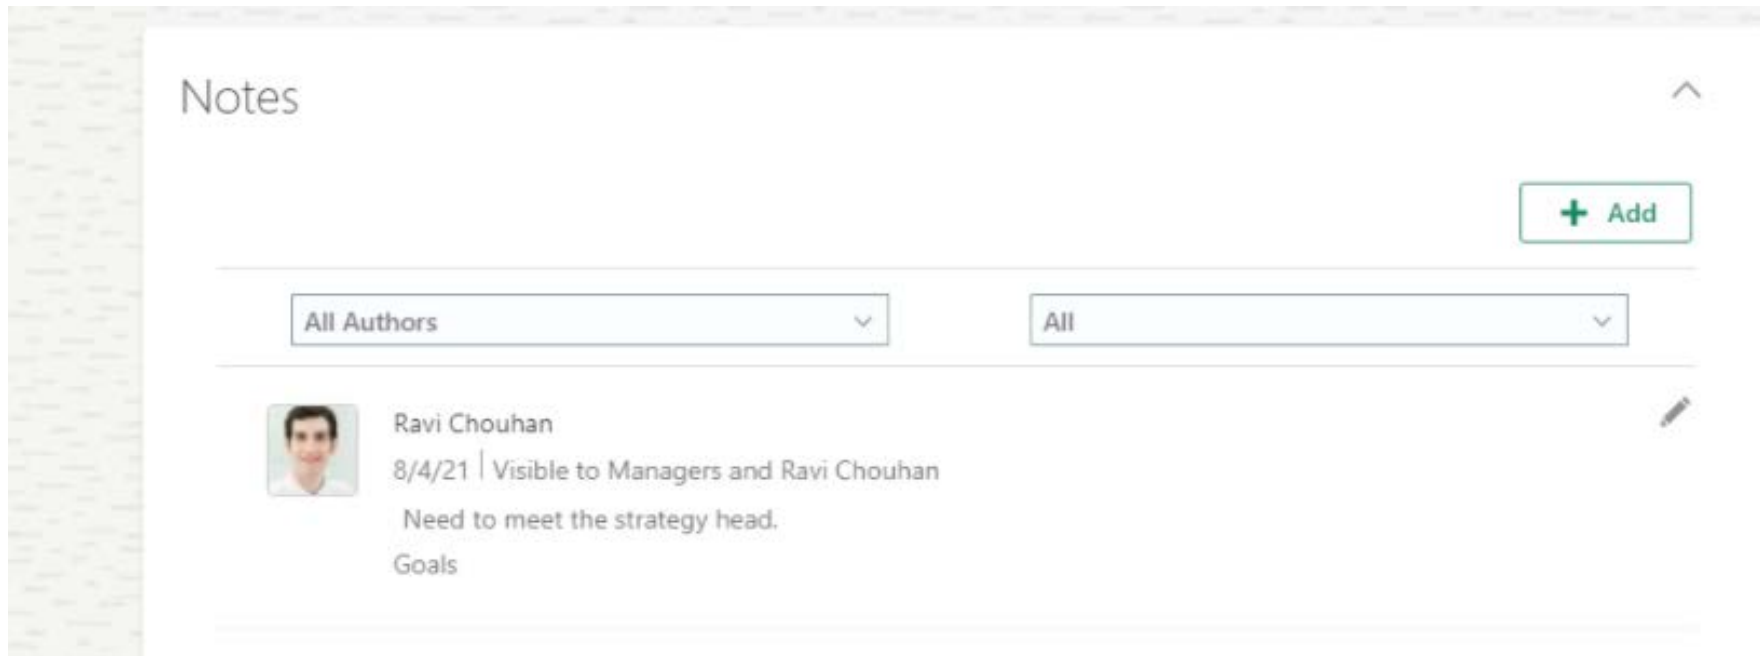 Notes
+ Add
All Authors
All
Ravi Chouhan
8/4/21 | Visible to Managers and Ravi Chouhan
Need to meet the strategy head.
Goals